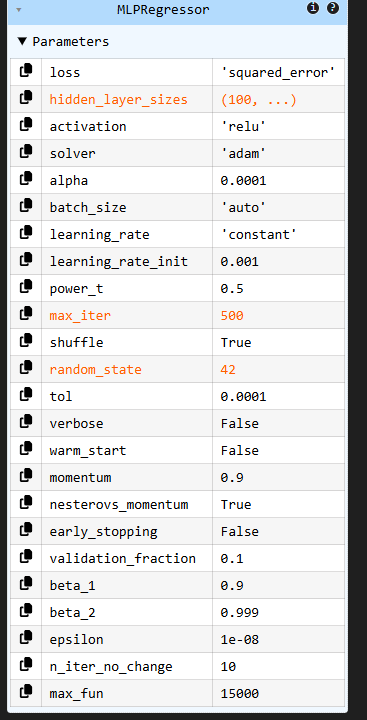 MLPRegressor i ?
Parameters
loss 'squared_error'
hidden_layer_sizes (100, ...)
activation 'relu'
solver 'adam'
alpha 0.0001
batch_size 'auto'
learning_rate 'constant'
learning_rate_init 0.001
power_t 0.5
max_iter 500
shuffle True
random_state 42
tol 0.0001
verbose False
warm_start False
momentum 0.9
nesterovs_momentum True
early_stopping False
validation_fraction 0.1
beta_1 0.9
beta_2 0.999
epsilon 1e-08
n_iter_no_change 10
max_fun 15000